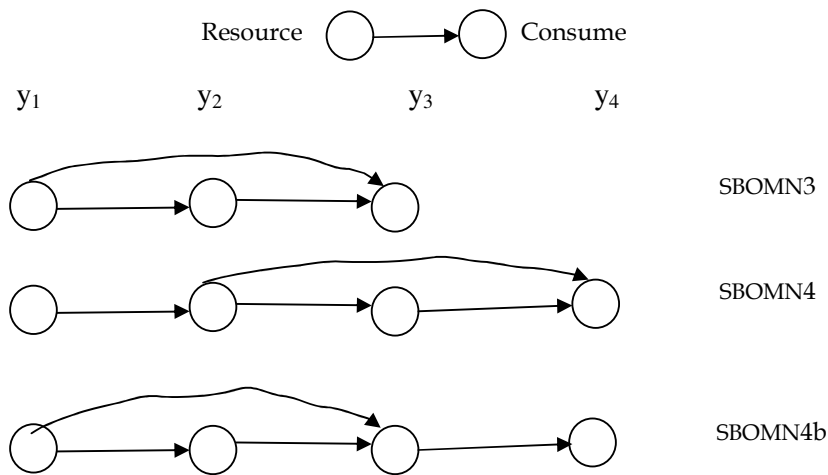 Resource Consume
y₁ y₂ y₃ y₄
SBOMN3
SBOMN4
SBOMN4b